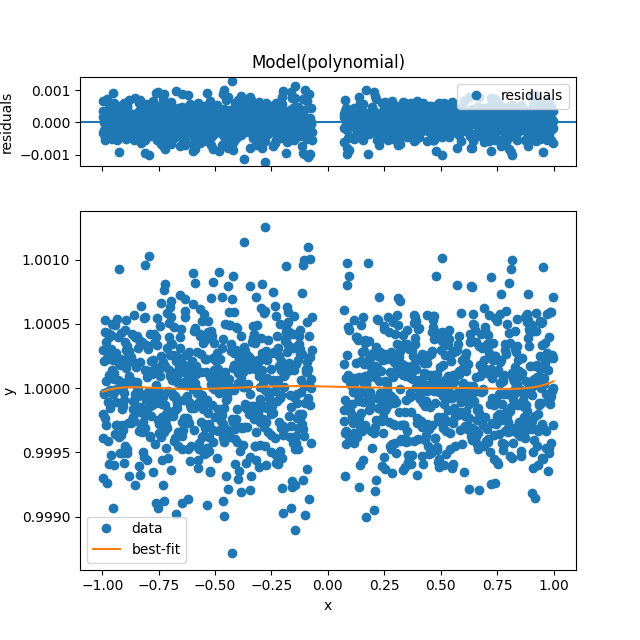 Model(polynomial)
0.001
0.000
−0.001
residuals
residuals
1.0010
1.0005
1.0000
0.9995
0.9990
y
data
best-fit
−1.00 −0.75 −0.50 −0.25 0.00 0.25 0.50 0.75 1.00
x